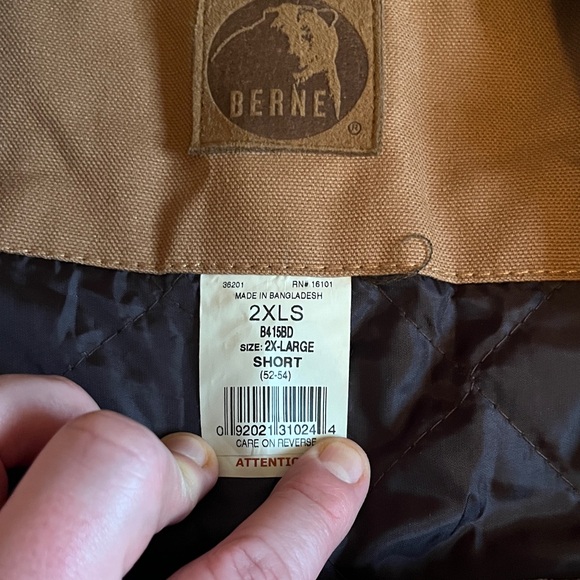 BERNE
®
36201 RN# 16101
MADE IN BANGLADESH
2XLS
B415BD
SIZE: 2X-LARGE
SHORT
(52-54)
0 92021 31024 4
CARE ON REVERSE